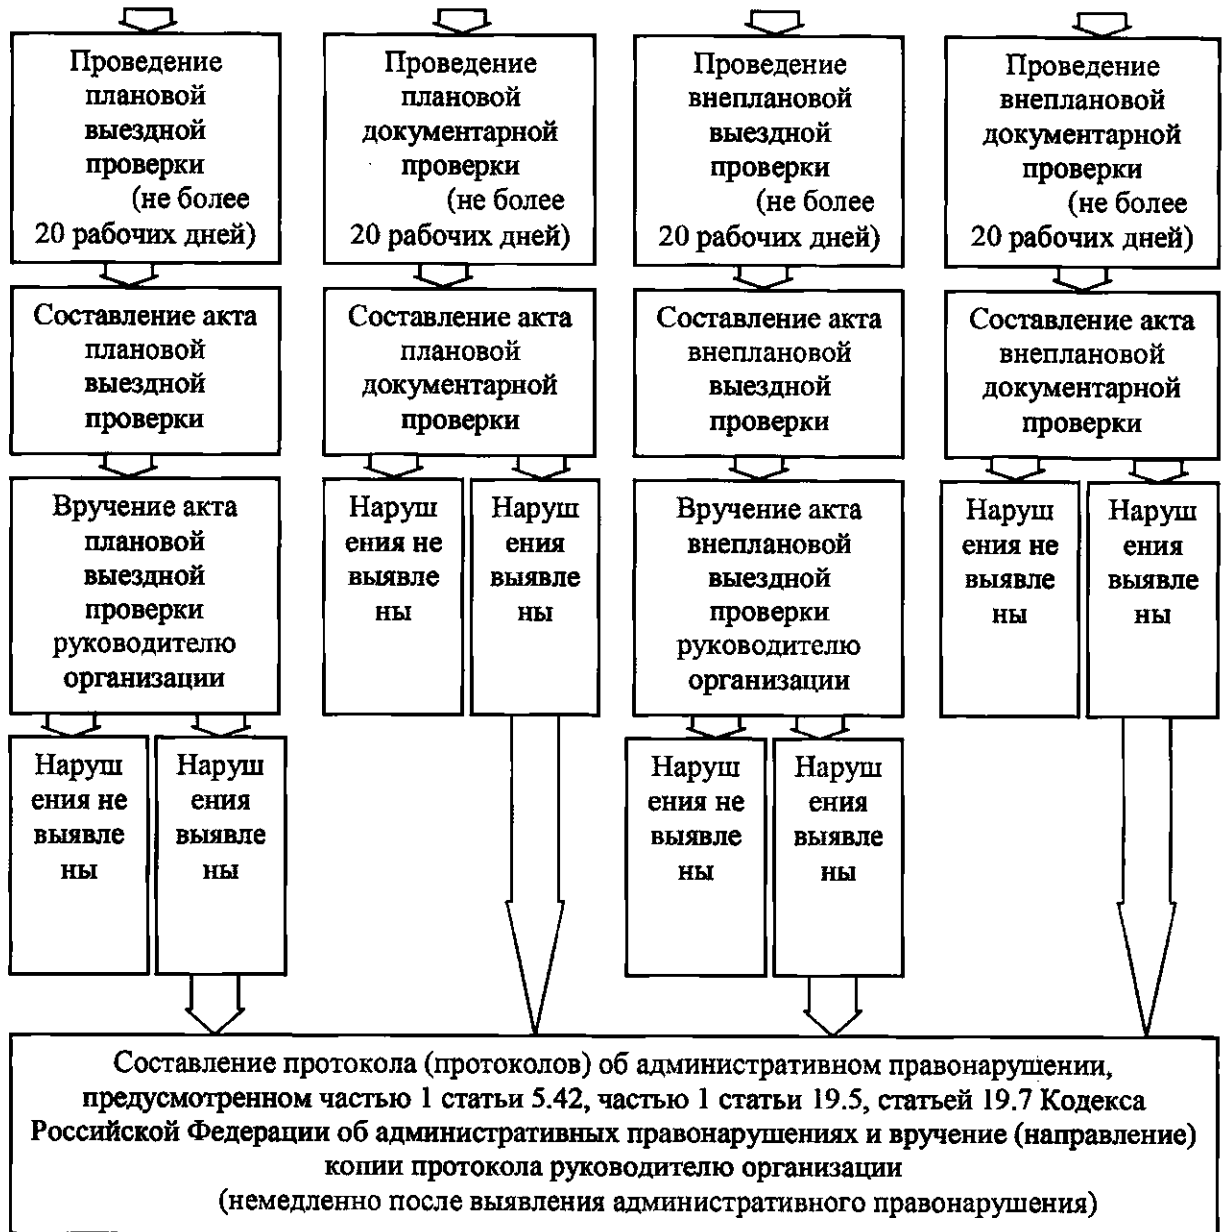 Проведение
плановой
выездной
проверки
(не более
20 рабочих дней)
Проведение
плановой
документарной
проверки
(не более
20 рабочих дней)
Проведение
внеплановой
выездной
проверки
(не более
20 рабочих дней)
Проведение
внеплановой
документарной
проверки
(не более
20 рабочих дней)
Составление акта
плановой
выездной
проверки
Составление акта
плановой
документарной
проверки
Составление акта
внеплановой
выездной
проверки
Составление акта
внеплановой
документарной
проверки
Вручение акта
плановой
выездной
проверки
руководителю
организации
Наруш
ения не
выявле
ны
Наруш
ения
выявле
ны
Вручение акта
внеплановой
выездной
проверки
руководителю
организации
Наруш
ения не
выявле
ны
Наруш
ения
выявле
ны
Наруш
ения не
выявле
ны
Наруш
ения
выявле
ны
Наруш
ения не
выявле
ны
Наруш
ения
выявле
ны
Составление протокола (протоколов) об административном правонарушении,
предусмотренном частью 1 статьи 5.42, частью 1 статьи 19.5, статьей 19.7 Кодекса
Российской Федерации об административных правонарушениях и вручение (направление)
копии протокола руководителю организации
(немедленно после выявления административного правонарушения)